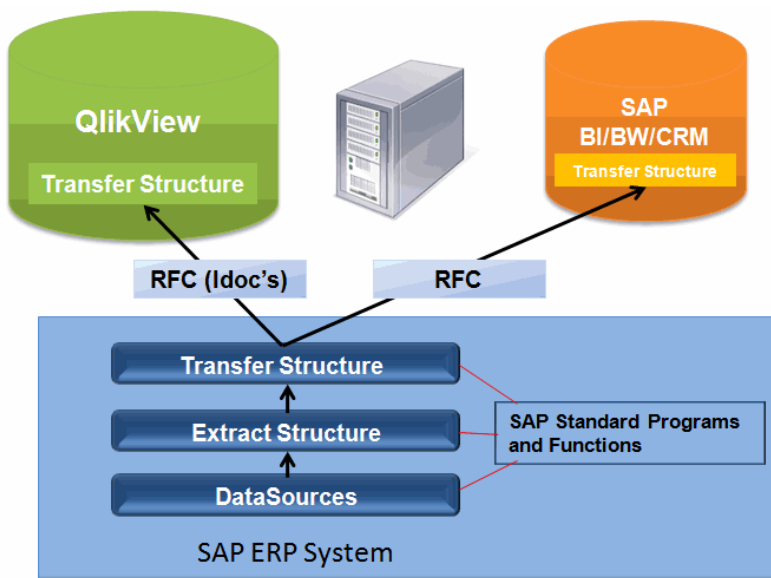 QlikView
Transfer Structure
SAP
BI/BW/CRM
Transfer Structure
RFC (Idoc's)
RFC
Transfer Structure
Extract Structure
DataSources
SAP Standard Programs
and Functions
SAP ERP System